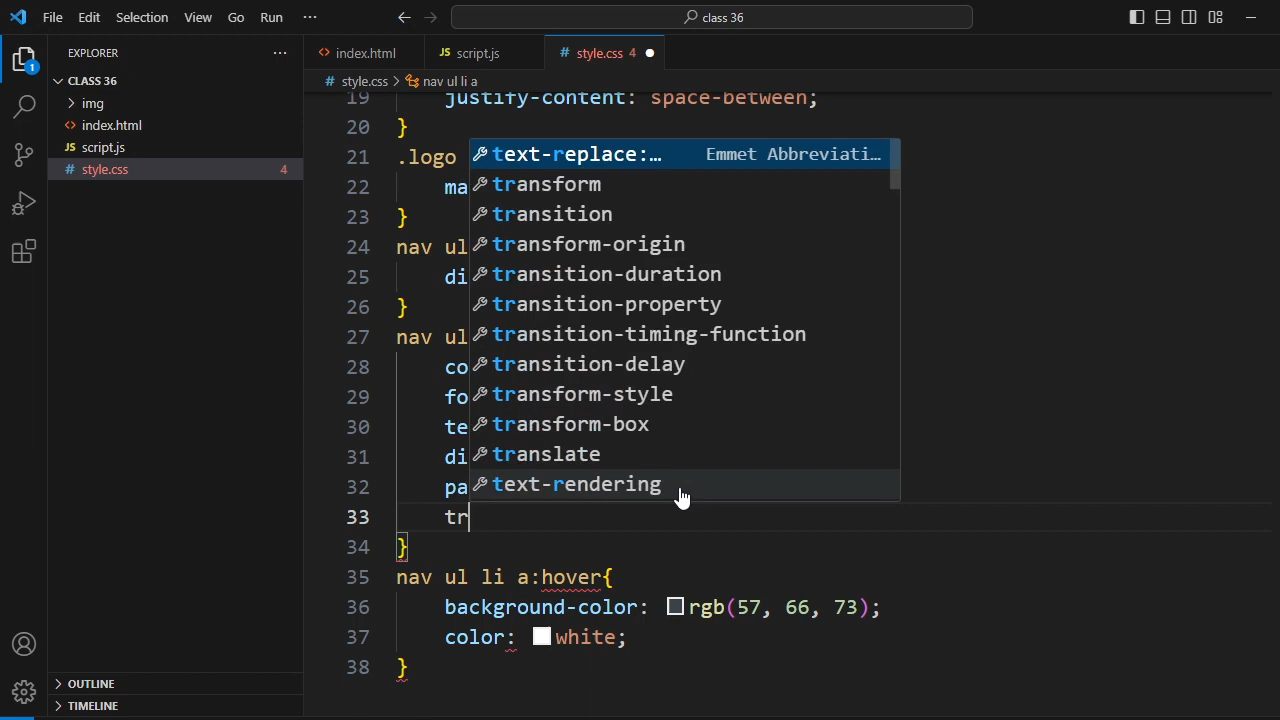 File Edit Selection View Go Run ··· class 36
EXPLORER ···
CLASS 36
img
index.html
JS script.js
# style.css 4
OUTLINE
TIMELINE
1
index.html JS script.js # style.css 4
# style.css > nav ul li a
19 justify-content: space-between;
20 }
21 .logo
22 ma
23 }
24 nav ul
25 di
26 }
27 nav ul
28 co
29 fo
30 te
31 di
32 pa
33 tr
34 }
35 nav ul li a:hover{
36 background-color: rgb(57, 66, 73);
37 color: white;
38 }
text-replace:… Emmet Abbreviati…
transform
transition
transform-origin
transition-duration
transition-property
transition-timing-function
transition-delay
transform-style
transform-box
translate
text-rendering